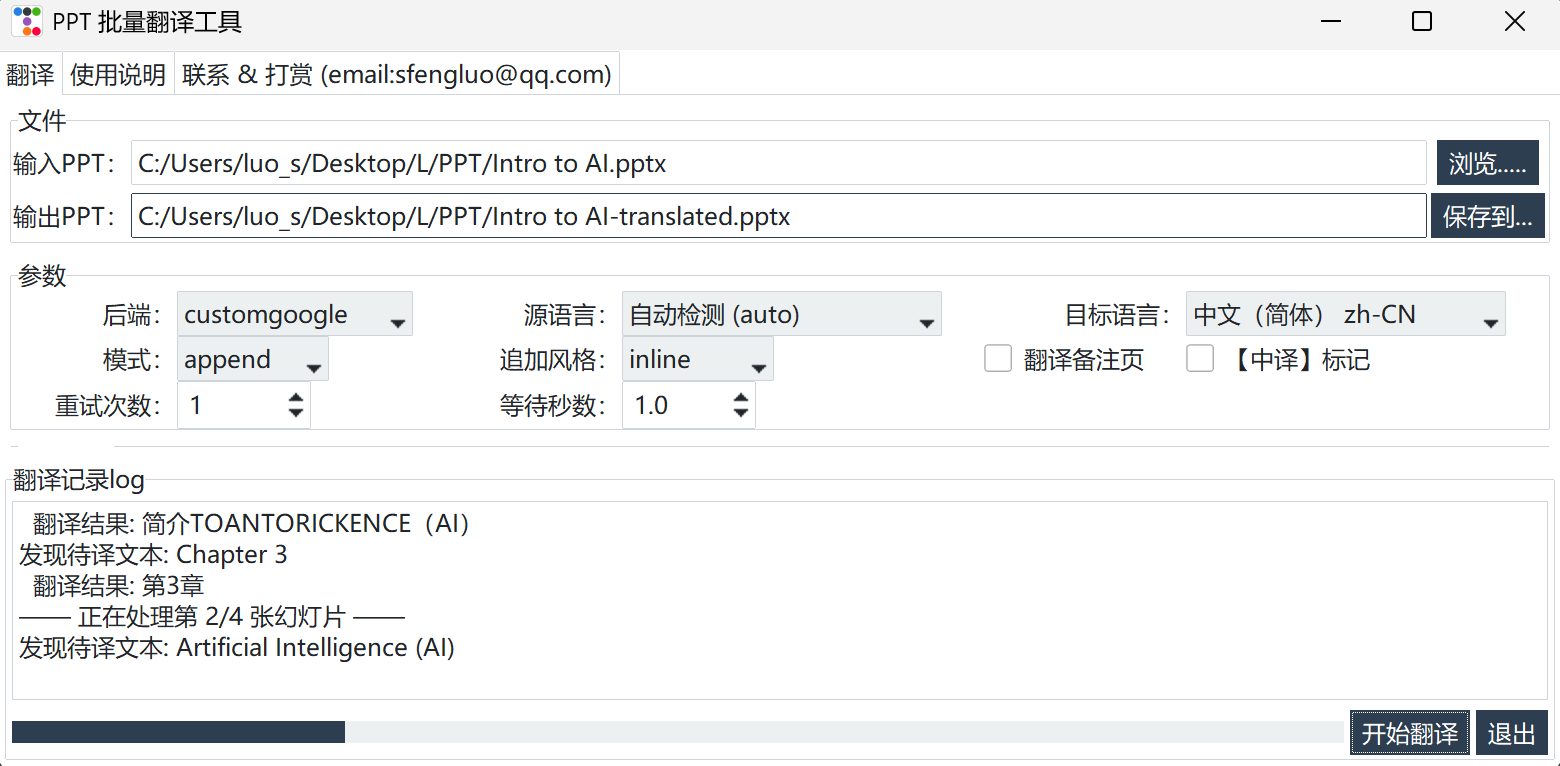 PPT 批量翻译工具
翻译 使用说明 联系 & 打赏 (email:sfengluo@qq.com)
文件
输入PPT： C:/Users/luo_s/Desktop/L/PPT/Intro to AI.pptx 浏览.....
输出PPT： C:/Users/luo_s/Desktop/L/PPT/Intro to AI-translated.pptx 保存到...
参数
后端： customgoogle 源语言： 自动检测 (auto) 目标语言： 中文（简体） zh-CN
模式： append 追加风格： inline 翻译备注页 【中译】标记
重试次数： 1 等待秒数： 1.0
翻译记录log
翻译结果: 简介TOANTORICKENCE（AI）
发现待译文本: Chapter 3
翻译结果: 第3章
—— 正在处理第 2/4 张幻灯片 ——
发现待译文本: Artificial Intelligence (AI)
开始翻译 退出